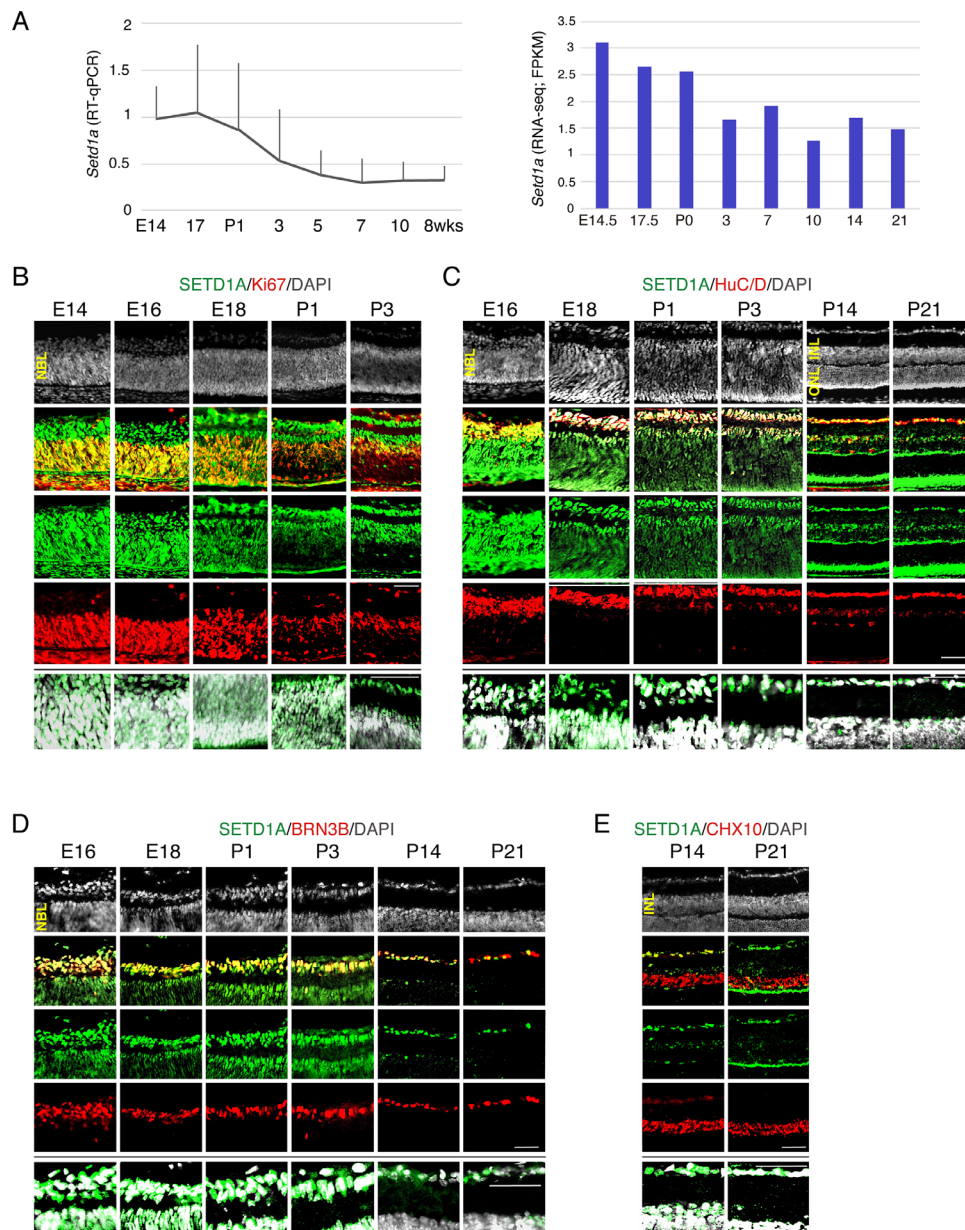 A
2
1.5
1
0.5
0
Setd1a (RT-qPCR)
E14 17 P1 3 5 7 10 8wks
3.5
3
2.5
2
1.5
1
0.5
0
Setd1a (RNA-seq; FPKM)
E14.5 17.5 P0 3 7 10 14 21
B
SETD1A/Ki67/DAPI
E14 E16 E18 P1 P3
NBL
C
SETD1A/HuC/D/DAPI
E16 E18 P1 P3 P14 P21
NBL
ONL INL
D
SETD1A/BRN3B/DAPI
E16 E18 P1 P3 P14 P21
NBL
E
SETD1A/CHX10/DAPI
P14 P21
INL